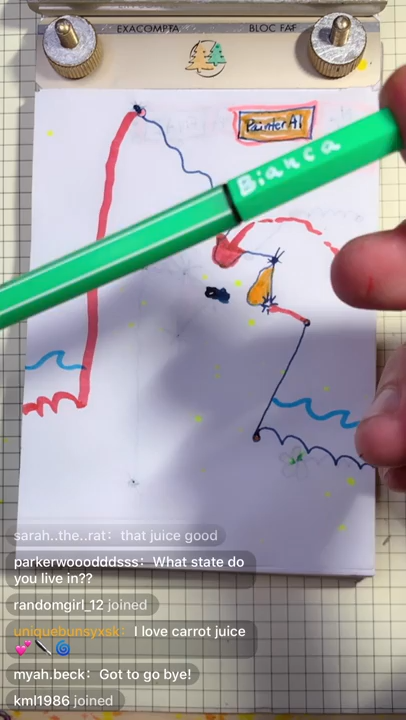 EXACOMPTA BLOC FAF
PainterAI
Bianca
sarah..the..rat: that juice good
parkerwooodddsss: What state do
you live in??
randomgirl_12 joined
uniquebunsyxsk: I love carrot juice
💕🔪🌀
myah.beck: Got to go bye!
kml1986 joined